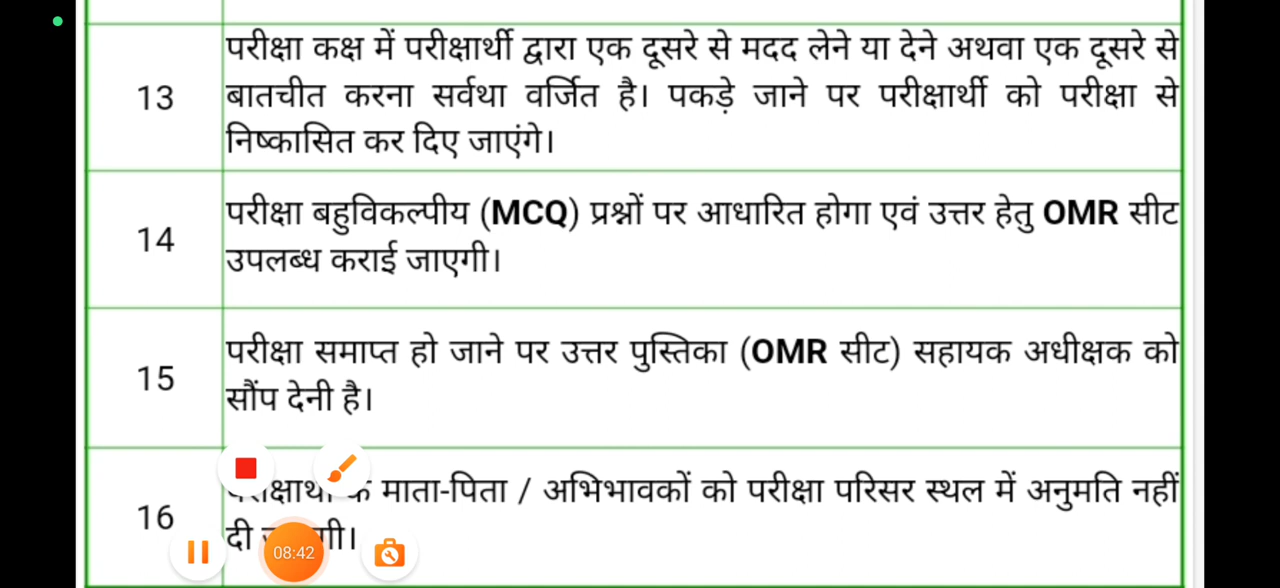 13
परीक्षा कक्ष में परीक्षार्थी द्वारा एक दूसरे से मदद लेने या देने अथवा एक दूसरे से
बातचीत करना सर्वथा वर्जित है। पकड़े जाने पर परीक्षार्थी को परीक्षा से
निष्कासित कर दिए जाएंगे।
14
परीक्षा बहुविकल्पीय (MCQ) प्रश्नों पर आधारित होगा एवं उत्तर हेतु OMR सीट
उपलब्ध कराई जाएगी।
15
परीक्षा समाप्त हो जाने पर उत्तर पुस्तिका (OMR सीट) सहायक अधीक्षक को
सौंप देनी है।
16
माता-पिता / अभिभावकों को परीक्षा परिसर स्थल में अनुमति नहीं
दी
08:42